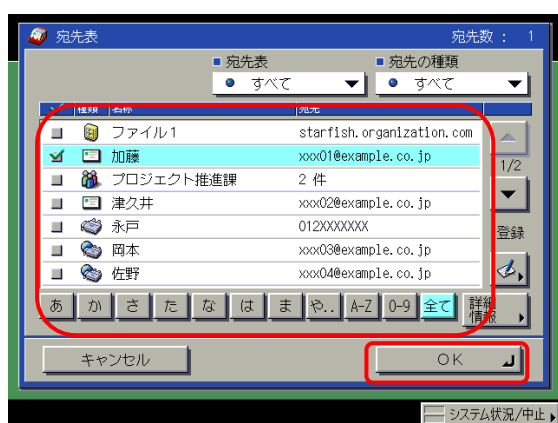 宛先表 宛先数 : 1
宛先表 宛先の種類
すべて すべて
種類 名称 宛先
ファイル1 starfish.organization.com
加藤 xxx01@example.co.jp
1/2
プロジェクト推進課 2 件
津久井 xxx02@example.co.jp
永戸 012XXXXXXX
登録
岡本 xxx03@example.co.jp
佐野 xxx04@example.co.jp
あ か さ た な は ま や.. A-Z 0-9 全て 詳細情報
キャンセル OK
システム状況/中止